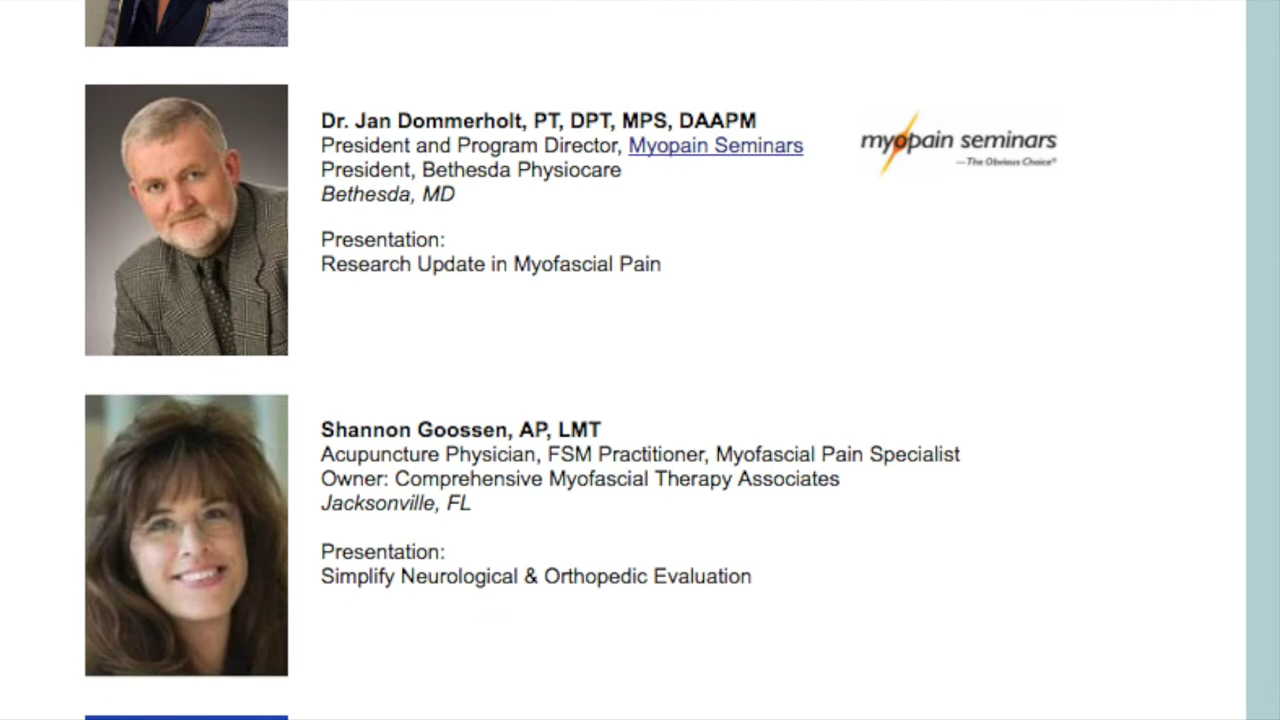 Dr. Jan Dommerholt, PT, DPT, MPS, DAAPM
President and Program Director, Myopain Seminars
President, Bethesda Physiocare
Bethesda, MD
Presentation:
Research Update in Myofascial Pain
myopain seminars
—The Obvious Choice®
Shannon Goossen, AP, LMT
Acupuncture Physician, FSM Practitioner, Myofascial Pain Specialist
Owner: Comprehensive Myofascial Therapy Associates
Jacksonville, FL
Presentation:
Simplify Neurological & Orthopedic Evaluation